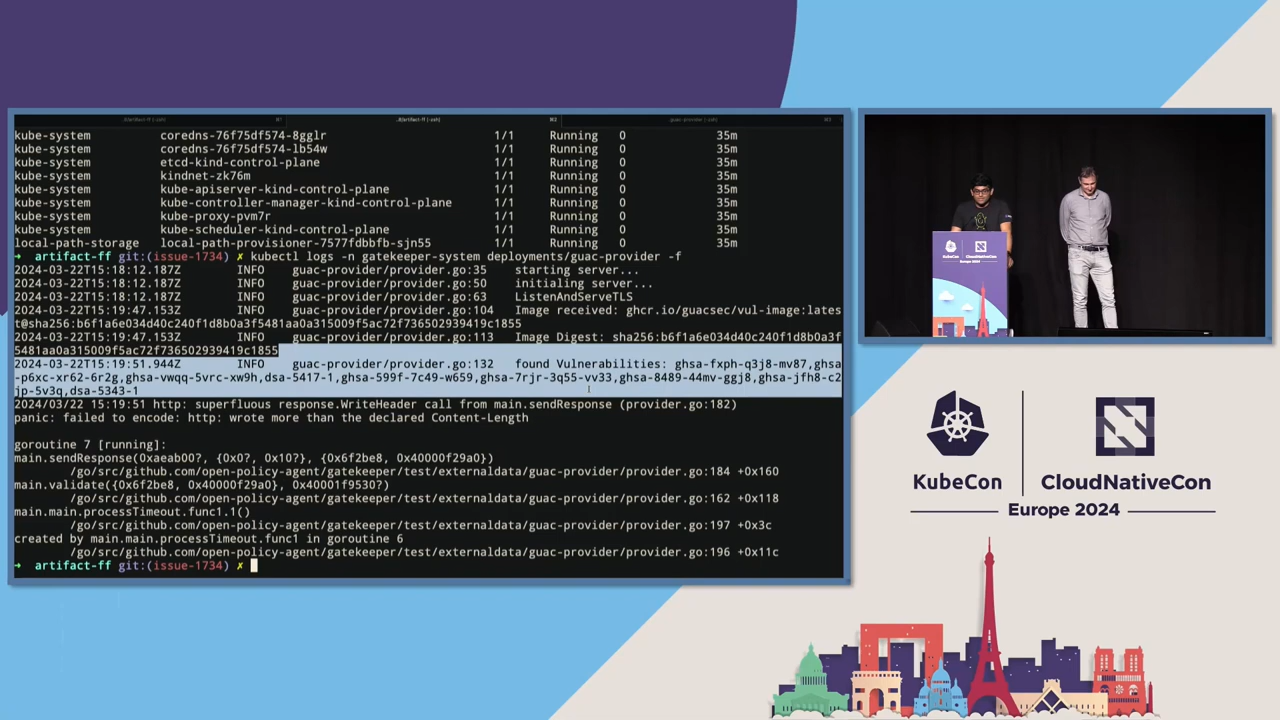 ../artifact-ff (-zsh)
⌘1
../artifact-ff (-zsh)
⌘2
..guac-provider (-zsh)
⌘3
kube-system coredns-76f75df574-8gglr 1/1 Running 0 35m
kube-system coredns-76f75df574-lb54w 1/1 Running 0 35m
kube-system etcd-kind-control-plane 1/1 Running 0 35m
kube-system kindnet-zk76m 1/1 Running 0 35m
kube-system kube-apiserver-kind-control-plane 1/1 Running 0 35m
kube-system kube-controller-manager-kind-control-plane 1/1 Running 0 35m
kube-system kube-proxy-pvm7r 1/1 Running 0 35m
kube-system kube-scheduler-kind-control-plane 1/1 Running 0 35m
local-path-storage local-path-provisioner-7577fdbbfb-sjn55 1/1 Running 0 35m
➜ artifact-ff git:(issue-1734) ✗ kubectl logs -n gatekeeper-system deployments/guac-provider -f
2024-03-22T15:18:12.187Z INFO guac-provider/provider.go:35 starting server...
2024-03-22T15:18:12.187Z INFO guac-provider/provider.go:50 initialing server...
2024-03-22T15:18:12.187Z INFO guac-provider/provider.go:63 ListenAndServeTLS
2024-03-22T15:19:47.153Z INFO guac-provider/provider.go:104 Image received: ghcr.io/guacsec/vul-image:lates
t@sha256:b6f1a6e034d40c240f1d8b0a3f5481aa0a315009f5ac72f736502939419c1855
2024-03-22T15:19:47.153Z INFO guac-provider/provider.go:113 Image Digest: sha256:b6f1a6e034d40c240f1d8b0a3f
5481aa0a315009f5ac72f736502939419c1855
2024-03-22T15:19:51.944Z INFO guac-provider/provider.go:132 found Vulnerabilities: ghsa-fxph-q3j8-mv87,ghsa
-p6xc-xr62-6r2g,ghsa-vwqq-5vrc-xw9h,dsa-5417-1,ghsa-599f-7c49-w659,ghsa-7rjr-3q55-vv33,ghsa-8489-44mv-ggj8,ghsa-jfh8-c2
jp-5v3q,dsa-5343-1
2024/03/22 15:19:51 http: superfluous response.WriteHeader call from main.sendResponse (provider.go:182)
panic: failed to encode: http: wrote more than the declared Content-Length
goroutine 7 [running]:
main.sendResponse(0xaeab00?, {0x0?, 0x10?}, {0x6f2be8, 0x40000f29a0})
/go/src/github.com/open-policy-agent/gatekeeper/test/externaldata/guac-provider/provider.go:184 +0x160
main.validate({0x6f2be8, 0x40000f29a0}, 0x40001f9530?)
/go/src/github.com/open-policy-agent/gatekeeper/test/externaldata/guac-provider/provider.go:162 +0x118
main.main.processTimeout.func1.1()
/go/src/github.com/open-policy-agent/gatekeeper/test/externaldata/guac-provider/provider.go:197 +0x3c
created by main.main.processTimeout.func1 in goroutine 6
/go/src/github.com/open-policy-agent/gatekeeper/test/externaldata/guac-provider/provider.go:196 +0x11c
➜ artifact-ff git:(issue-1734) ✗
KubeCon
CloudNativeCon
Europe 2024
KubeCon
CloudNativeCon
Europe 2024